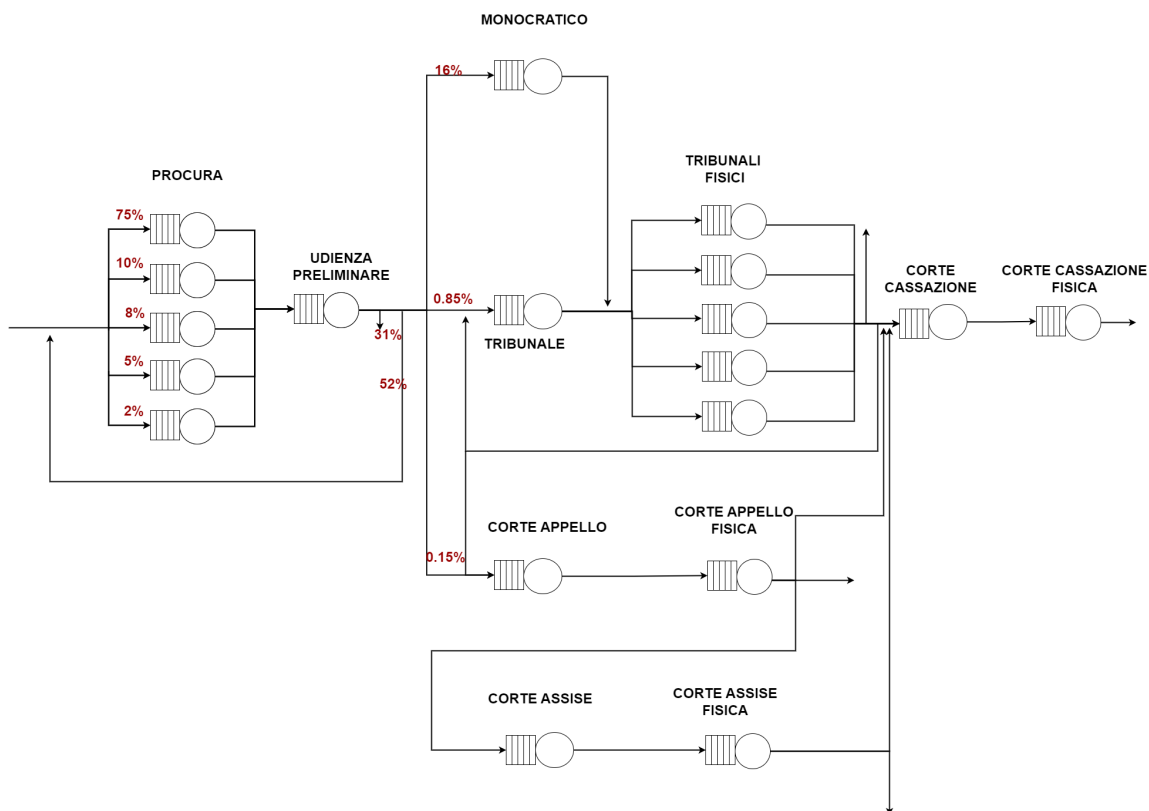 MONOCRATICO
16%
PROCURA
75%
10%
8%
5%
2%
UDIENZA
PRELIMINARE
31%
52%
0.85%
TRIBUNALE
TRIBUNALI
FISICI
CORTE
CASSAZIONE
CORTE CASSAZIONE
FISICA
CORTE APPELLO
0.15%
CORTE APPELLO
FISICA
CORTE ASSISE
CORTE ASSISE
FISICA